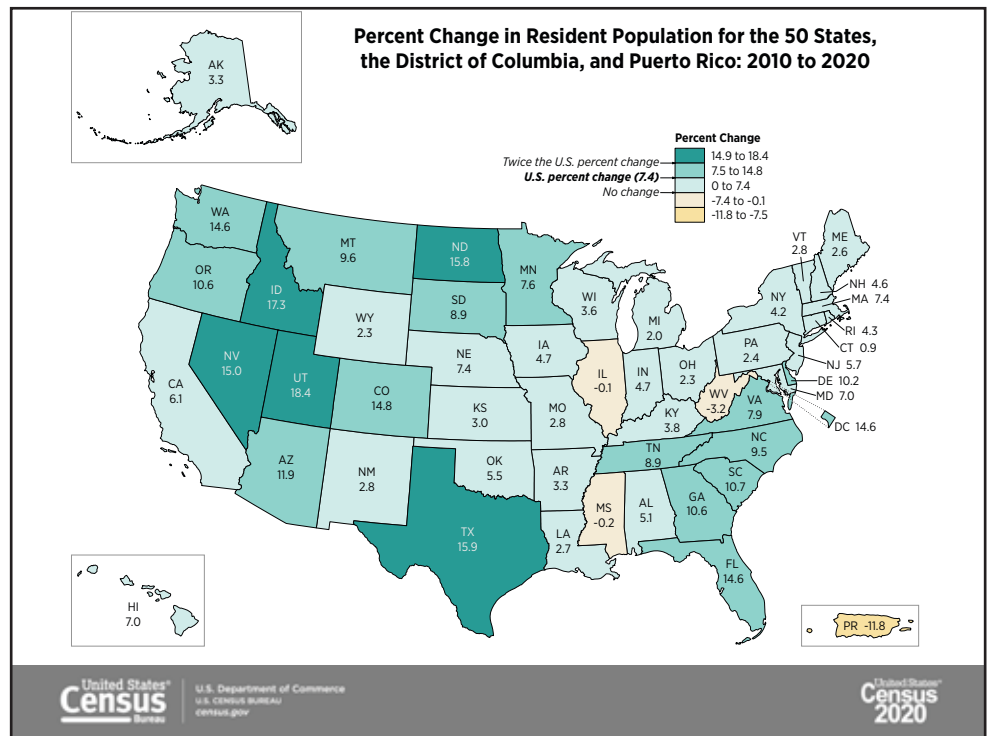 Percent Change in Resident Population for the 50 States,
the District of Columbia, and Puerto Rico: 2010 to 2020
AK
3.3
Percent Change
Twice the U.S. percent change
U.S. percent change (7.4)
No change
14.9 to 18.4
7.5 to 14.8
0 to 7.4
-7.4 to -0.1
-11.8 to -7.5
WA
14.6
OR
10.6
ID
17.3
MT
9.6
ND
15.8
MN
7.6
SD
8.9
WY
2.3
NV
15.0
UT
18.4
CA
6.1
CO
14.8
NE
7.4
IA
4.7
WI
3.6
MI
2.0
IL
-0.1
IN
4.7
OH
2.3
PA
2.4
NY
4.2
VT
2.8
ME
2.6
NH 4.6
MA 7.4
RI 4.3
CT 0.9
NJ 5.7
DE 10.2
MD 7.0
DC 14.6
WV
-3.2
VA
7.9
KY
3.8
KS
3.0
MO
2.8
TN
8.9
NC
9.5
SC
10.7
AZ
11.9
NM
2.8
OK
5.5
AR
3.3
MS
-0.2
AL
5.1
GA
10.6
TX
15.9
LA
2.7
FL
14.6
HI
7.0
PR -11.8
United States®
Census
Bureau
U.S. Department of Commerce
U.S. CENSUS BUREAU
census.gov
United States®
Census
2020